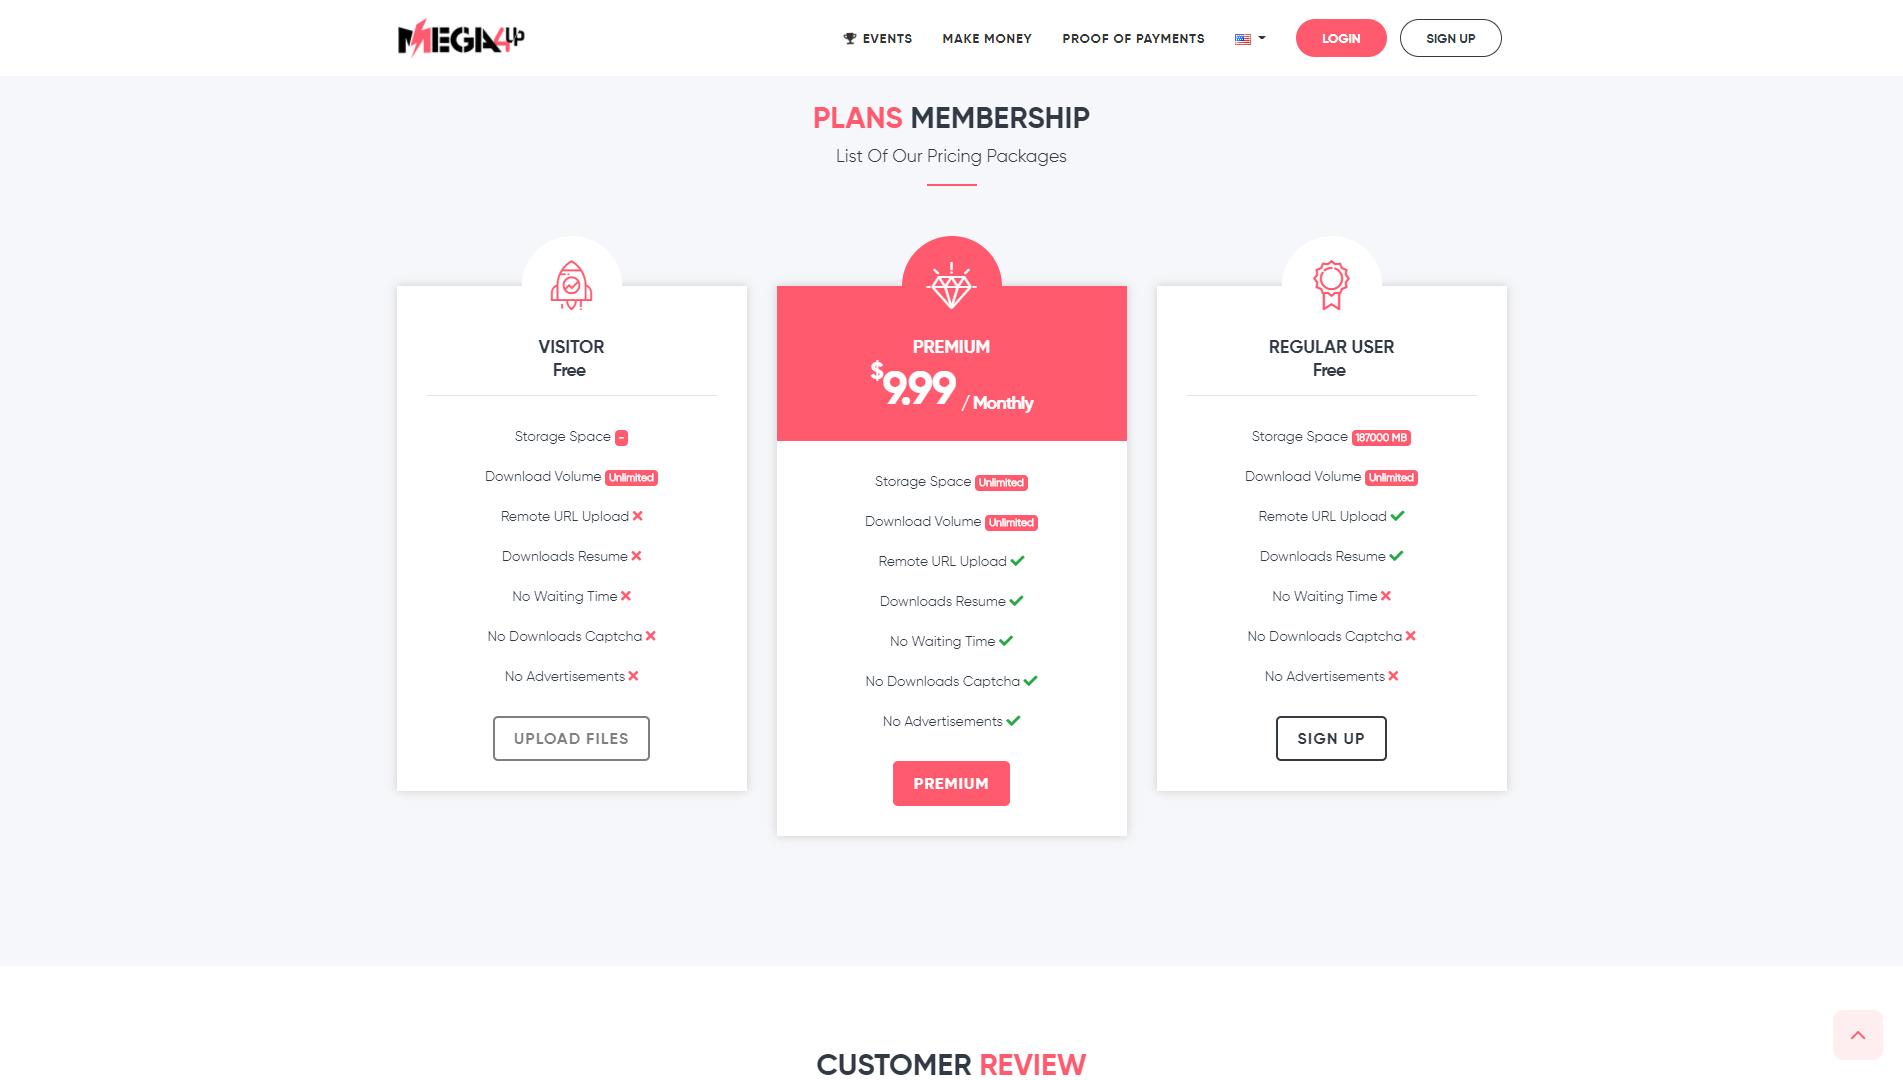 MEGA4UP
EVENTS
MAKE MONEY
PROOF OF PAYMENTS
LOGIN
SIGN UP
PLANS MEMBERSHIP
List Of Our Pricing Packages
VISITOR
Free
Storage Space -
Download Volume Unlimited
Remote URL Upload
Downloads Resume
No Waiting Time
No Downloads Captcha
No Advertisements
UPLOAD FILES
PREMIUM
$9.99 / Monthly
Storage Space Unlimited
Download Volume Unlimited
Remote URL Upload
Downloads Resume
No Waiting Time
No Downloads Captcha
No Advertisements
PREMIUM
REGULAR USER
Free
Storage Space 187000 MB
Download Volume Unlimited
Remote URL Upload
Downloads Resume
No Waiting Time
No Downloads Captcha
No Advertisements
SIGN UP
CUSTOMER REVIEW